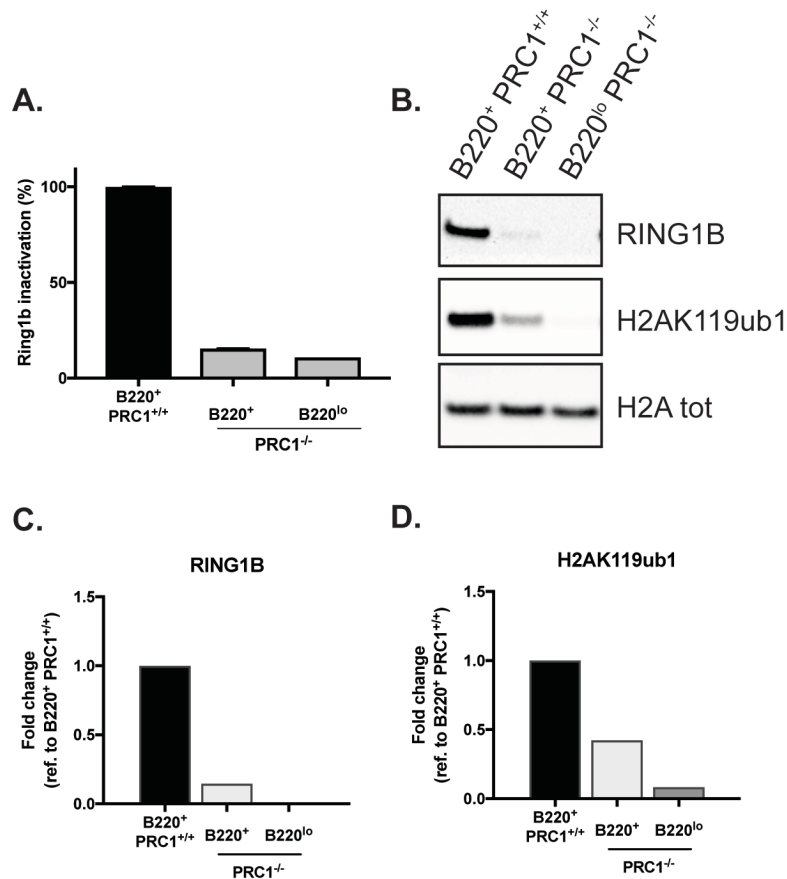 A.
Ring1b inactivation (%)
100
50
0
B220+
PRC1+/+
B220+
B220lo
PRC1-/-
B.
B220+ PRC1+/+
B220+ PRC1-/-
B220lo PRC1-/-
RING1B
H2AK119ub1
H2A tot
C.
RING1B
Fold change
(ref. to B220+ PRC1+/+)
1.5
1.0
0.5
0.0
B220+
PRC1+/+
B220+
B220lo
PRC1-/-
D.
H2AK119ub1
Fold change
(ref. to B220+ PRC1+/+)
1.5
1.0
0.5
0.0
B220+
PRC1+/+
B220+
B220lo
PRC1-/-